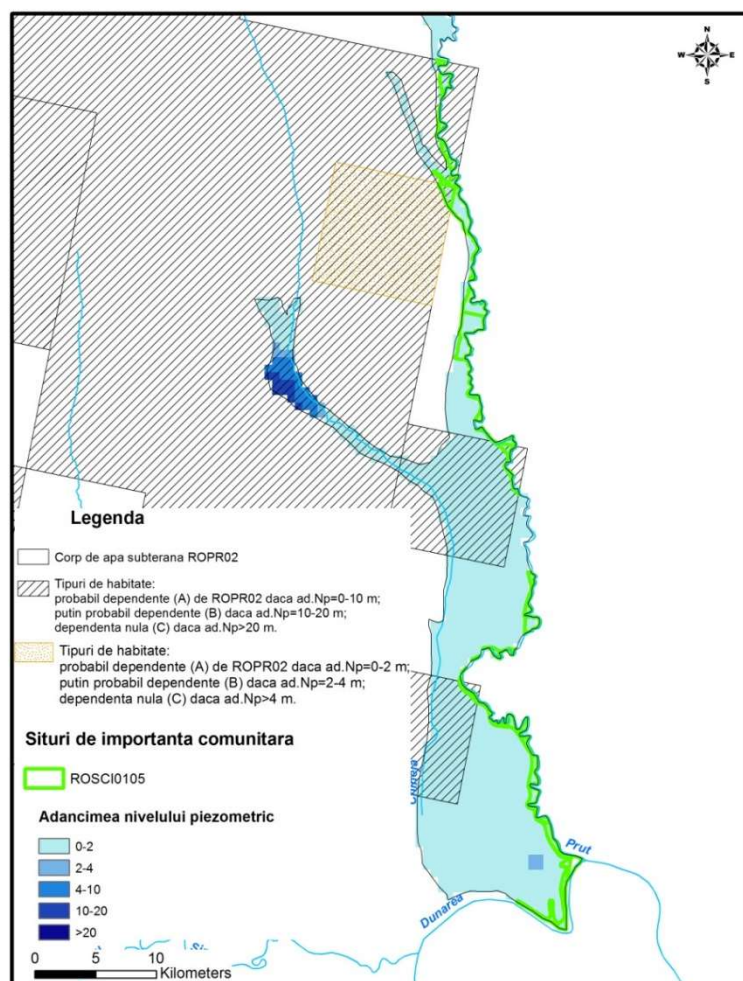 N
W E
S
Legenda
Corp de apa subterana ROPR02
Tipuri de habitate:
probabil dependente (A) de ROPR02 daca ad.Np=0-10 m;
putin probabil dependente (B) daca ad.Np=10-20 m;
dependenta nula (C) daca ad.Np>20 m.
Tipuri de habitate:
probabil dependente (A) de ROPR02 daca ad.Np=0-2 m;
putin probabil dependente (B) daca ad.Np=2-4 m;
dependenta nula (C) daca ad.Np>4 m.
Situri de importanta comunitara
ROSCI0105
Adancimea nivelului piezometric
0-2
2-4
4-10
10-20
>20
0 5 10
Kilometers
Prut
Dunarea